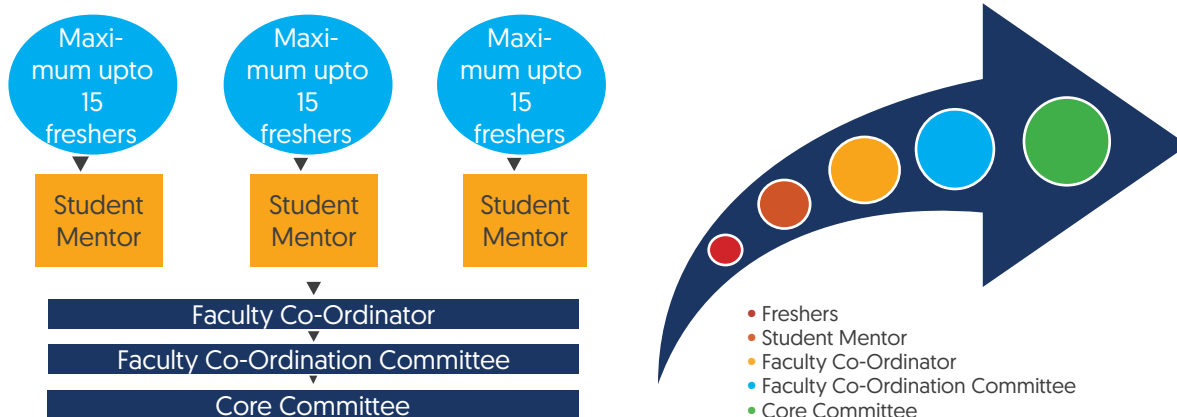 Maxi-
mum upto
15
freshers
Maxi-
mum upto
15
freshers
Maxi-
mum upto
15
freshers
Student
Mentor
Student
Mentor
Student
Mentor
Faculty Co-Ordinator
Faculty Co-Ordination Committee
Core Committee
• Freshers
• Student Mentor
• Faculty Co-Ordinator
• Faculty Co-Ordination Committee
• Core Committee